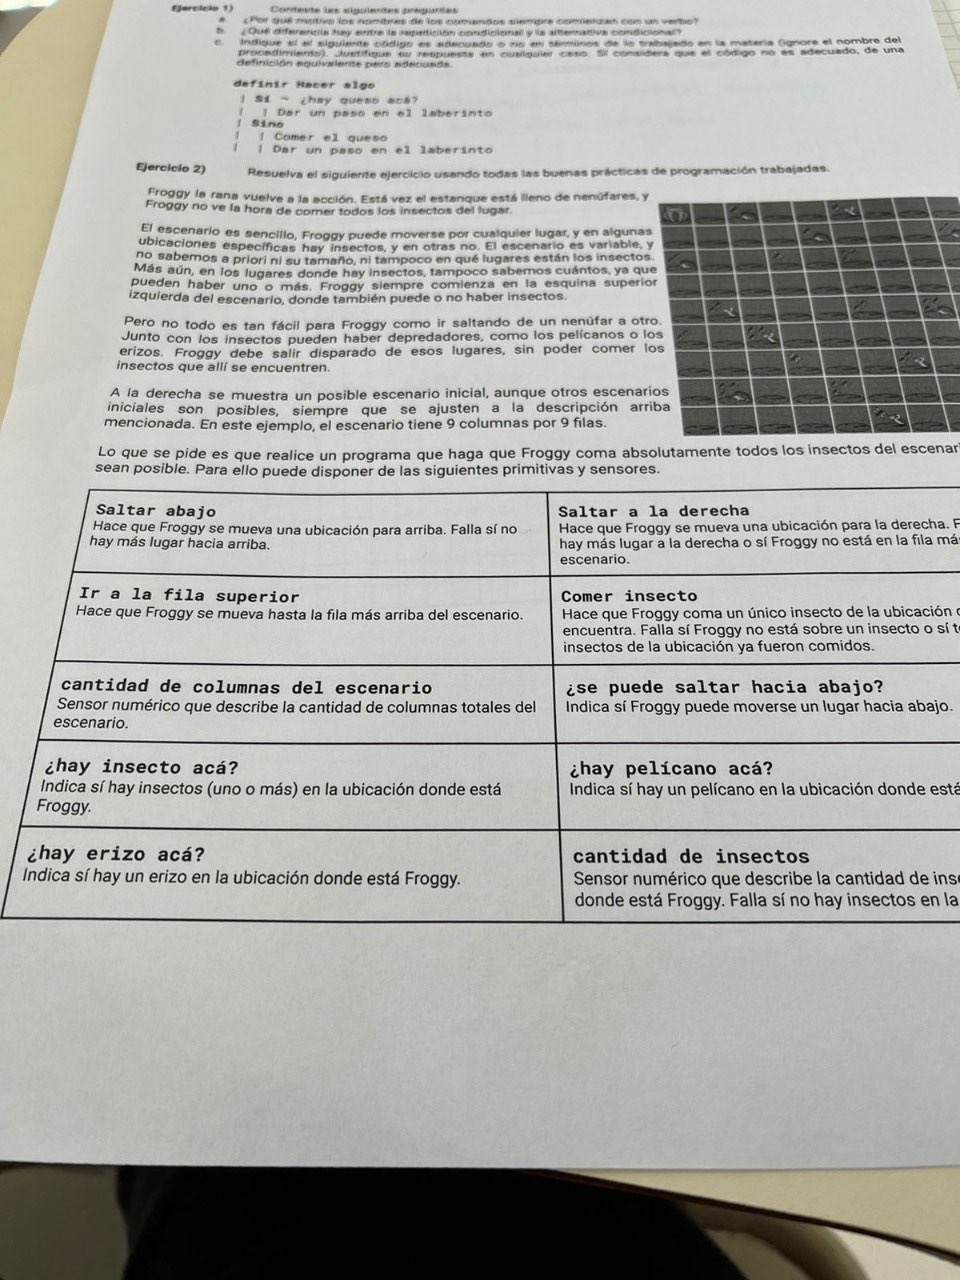 Ejercicio 1) Conteste las siguientes preguntas
a. ¿Por qué motivo los nombres de los comandos siempre comienzan con un verbo?
b. ¿Qué diferencia hay entre la repetición condicional y la alternativa condicional?
c. Indique si el siguiente código es adecuado o no en términos de lo trabajado en la materia (ignore el nombre del
procedimiento). Justifique su respuesta en cualquier caso. Si considera que el código no es adecuado, de una
definición equivalente pero adecuada.
definir Hacer algo
| Si - ¿hay queso acá?
| | Dar un paso en el laberinto
| Sino
| | Comer el queso
| | Dar un paso en el laberinto
Ejercicio 2) Resuelva el siguiente ejercicio usando todas las buenas prácticas de programación trabajadas.
Froggy la rana vuelve a la acción. Está vez el estanque está lleno de nenúfares, y
Froggy no ve la hora de comer todos los insectos del lugar.
El escenario es sencillo, Froggy puede moverse por cualquier lugar, y en algunas
ubicaciones específicas hay insectos, y en otras no. El escenario es variable, y
no sabemos a priori ni su tamaño, ni tampoco en qué lugares están los insectos.
Más aún, en los lugares donde hay insectos, tampoco sabemos cuántos, ya que
pueden haber uno o más. Froggy siempre comienza en la esquina superior
izquierda del escenario, donde también puede o no haber insectos.
Pero no todo es tan fácil para Froggy como ir saltando de un nenúfar a otro.
Junto con los insectos pueden haber depredadores, como los pelícanos o los
erizos. Froggy debe salir disparado de esos lugares, sin poder comer los
insectos que allí se encuentren.
A la derecha se muestra un posible escenario inicial, aunque otros escenarios
iniciales son posibles, siempre que se ajusten a la descripción arriba
mencionada. En este ejemplo, el escenario tiene 9 columnas por 9 filas.
Lo que se pide es que realice un programa que haga que Froggy coma absolutamente todos los insectos del escenar
sean posible. Para ello puede disponer de las siguientes primitivas y sensores.
Saltar abajo
Hace que Froggy se mueva una ubicación para arriba. Falla sí no
hay más lugar hacia arriba.
Saltar a la derecha
Hace que Froggy se mueva una ubicación para la derecha. F
hay más lugar a la derecha o sí Froggy no está en la fila má
escenario.
Ir a la fila superior
Hace que Froggy se mueva hasta la fila más arriba del escenario.
Comer insecto
Hace que Froggy coma un único insecto de la ubicación
encuentra. Falla sí Froggy no está sobre un insecto o sí t
insectos de la ubicación ya fueron comidos.
cantidad de columnas del escenario
Sensor numérico que describe la cantidad de columnas totales del
escenario.
¿se puede saltar hacia abajo?
Indica sí Froggy puede moverse un lugar hacia abajo.
¿hay insecto acá?
Indica sí hay insectos (uno o más) en la ubicación donde está
Froggy.
¿hay pelícano acá?
Indica sí hay un pelícano en la ubicación donde está
¿hay erizo acá?
Indica sí hay un erizo en la ubicación donde está Froggy.
cantidad de insectos
Sensor numérico que describe la cantidad de ins
donde está Froggy. Falla sí no hay insectos en la